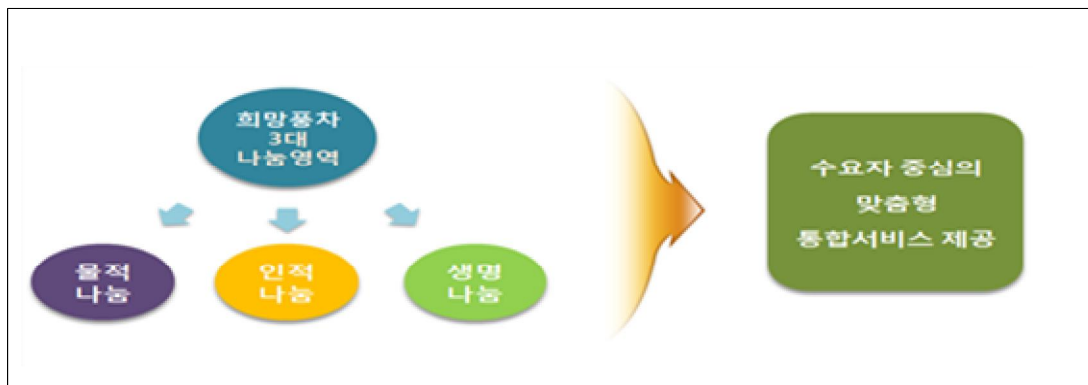 희망풍차
3대
나눔영역
물적
나눔
인적
나눔
생명
나눔
수요자 중심의
맞춤형
통합서비스 제공